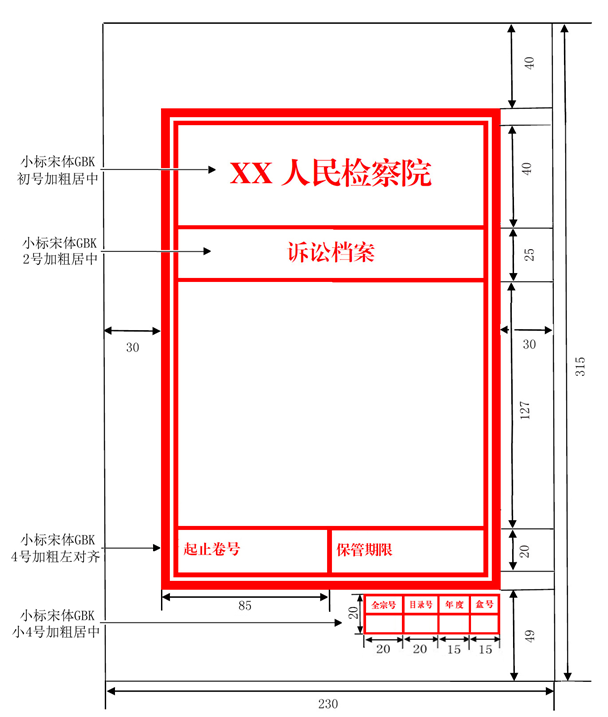 40
小标宋体GBK
初号加粗居中
XX 人民检察院
40
小标宋体GBK
2号加粗居中
诉讼档案
25
30
30
315
127
小标宋体GBK
4号加粗左对齐
起止卷号
保管期限
20
85
小标宋体GBK
小4号加粗居中
20
全宗号
目录号
年度
盒号
49
20
20
15
15
230